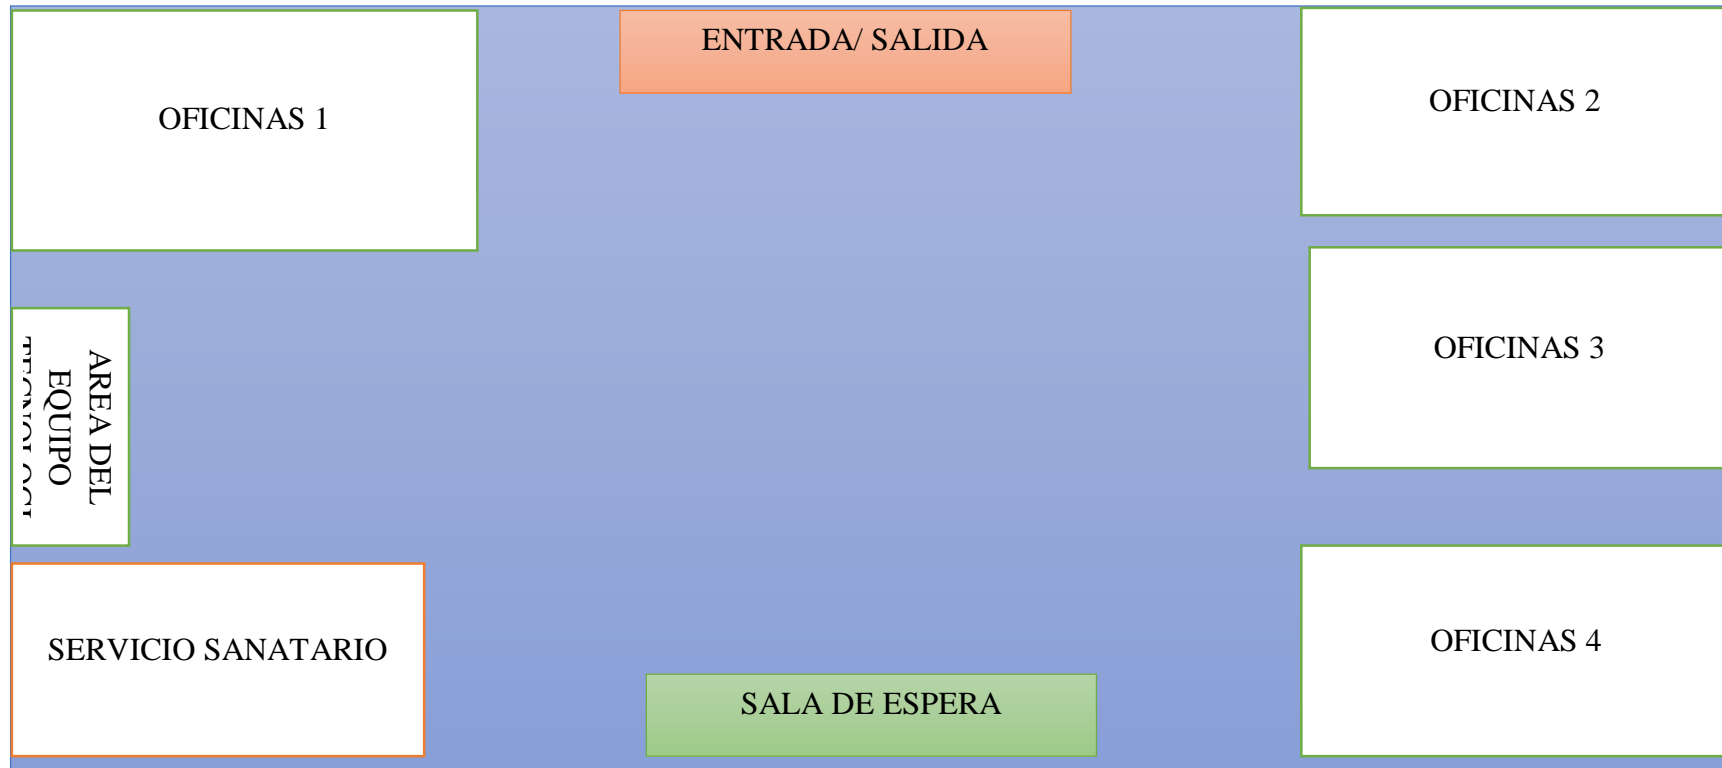 ENTRADA/ SALIDA
OFICINAS 1
OFICINAS 2
OFICINAS 3
AREA DEL
EQUIPO
OFICINAS 4
SERVICIO SANATARIO
SALA DE ESPERA